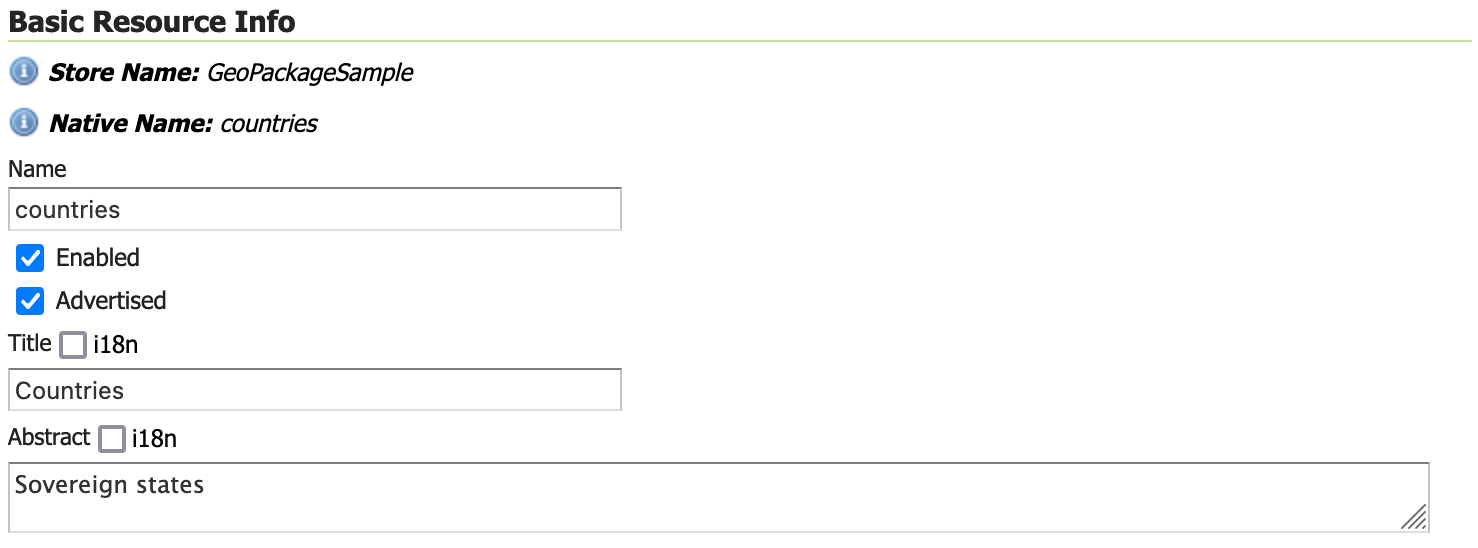 Basic Resource Info
Store Name: GeoPackageSample
Native Name: countries
Name
countries
Enabled
Advertised
Title i18n
Countries
Abstract i18n
Sovereign states